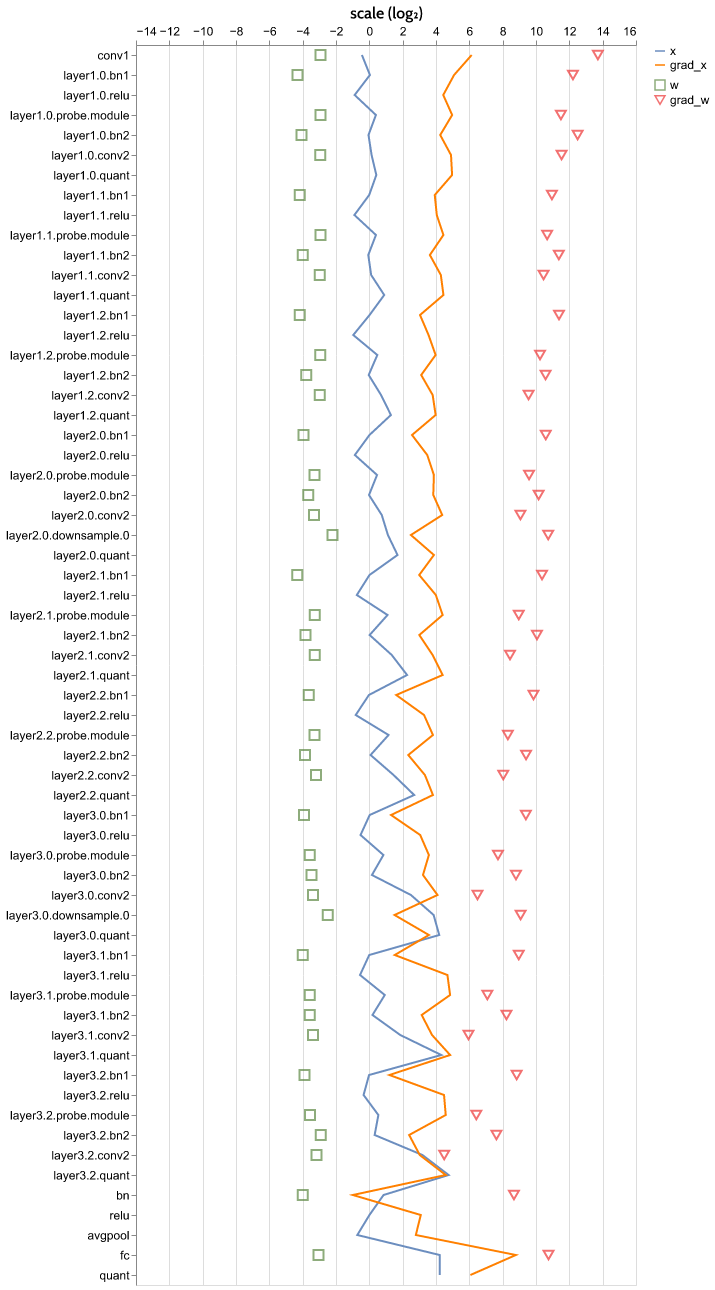 scale (log₂)
−14 −12 −10 −8 −6 −4 −2 0 2 4 6 8 10 12 14 16
x
grad_x
w
grad_w
conv1
layer1.0.bn1
layer1.0.relu
layer1.0.probe.module
layer1.0.bn2
layer1.0.conv2
layer1.0.quant
layer1.1.bn1
layer1.1.relu
layer1.1.probe.module
layer1.1.bn2
layer1.1.conv2
layer1.1.quant
layer1.2.bn1
layer1.2.relu
layer1.2.probe.module
layer1.2.bn2
layer1.2.conv2
layer1.2.quant
layer2.0.bn1
layer2.0.relu
layer2.0.probe.module
layer2.0.bn2
layer2.0.conv2
layer2.0.downsample.0
layer2.0.quant
layer2.1.bn1
layer2.1.relu
layer2.1.probe.module
layer2.1.bn2
layer2.1.conv2
layer2.1.quant
layer2.2.bn1
layer2.2.relu
layer2.2.probe.module
layer2.2.bn2
layer2.2.conv2
layer2.2.quant
layer3.0.bn1
layer3.0.relu
layer3.0.probe.module
layer3.0.bn2
layer3.0.conv2
layer3.0.downsample.0
layer3.0.quant
layer3.1.bn1
layer3.1.relu
layer3.1.probe.module
layer3.1.bn2
layer3.1.conv2
layer3.1.quant
layer3.2.bn1
layer3.2.relu
layer3.2.probe.module
layer3.2.bn2
layer3.2.conv2
layer3.2.quant
bn
relu
avgpool
fc
quant